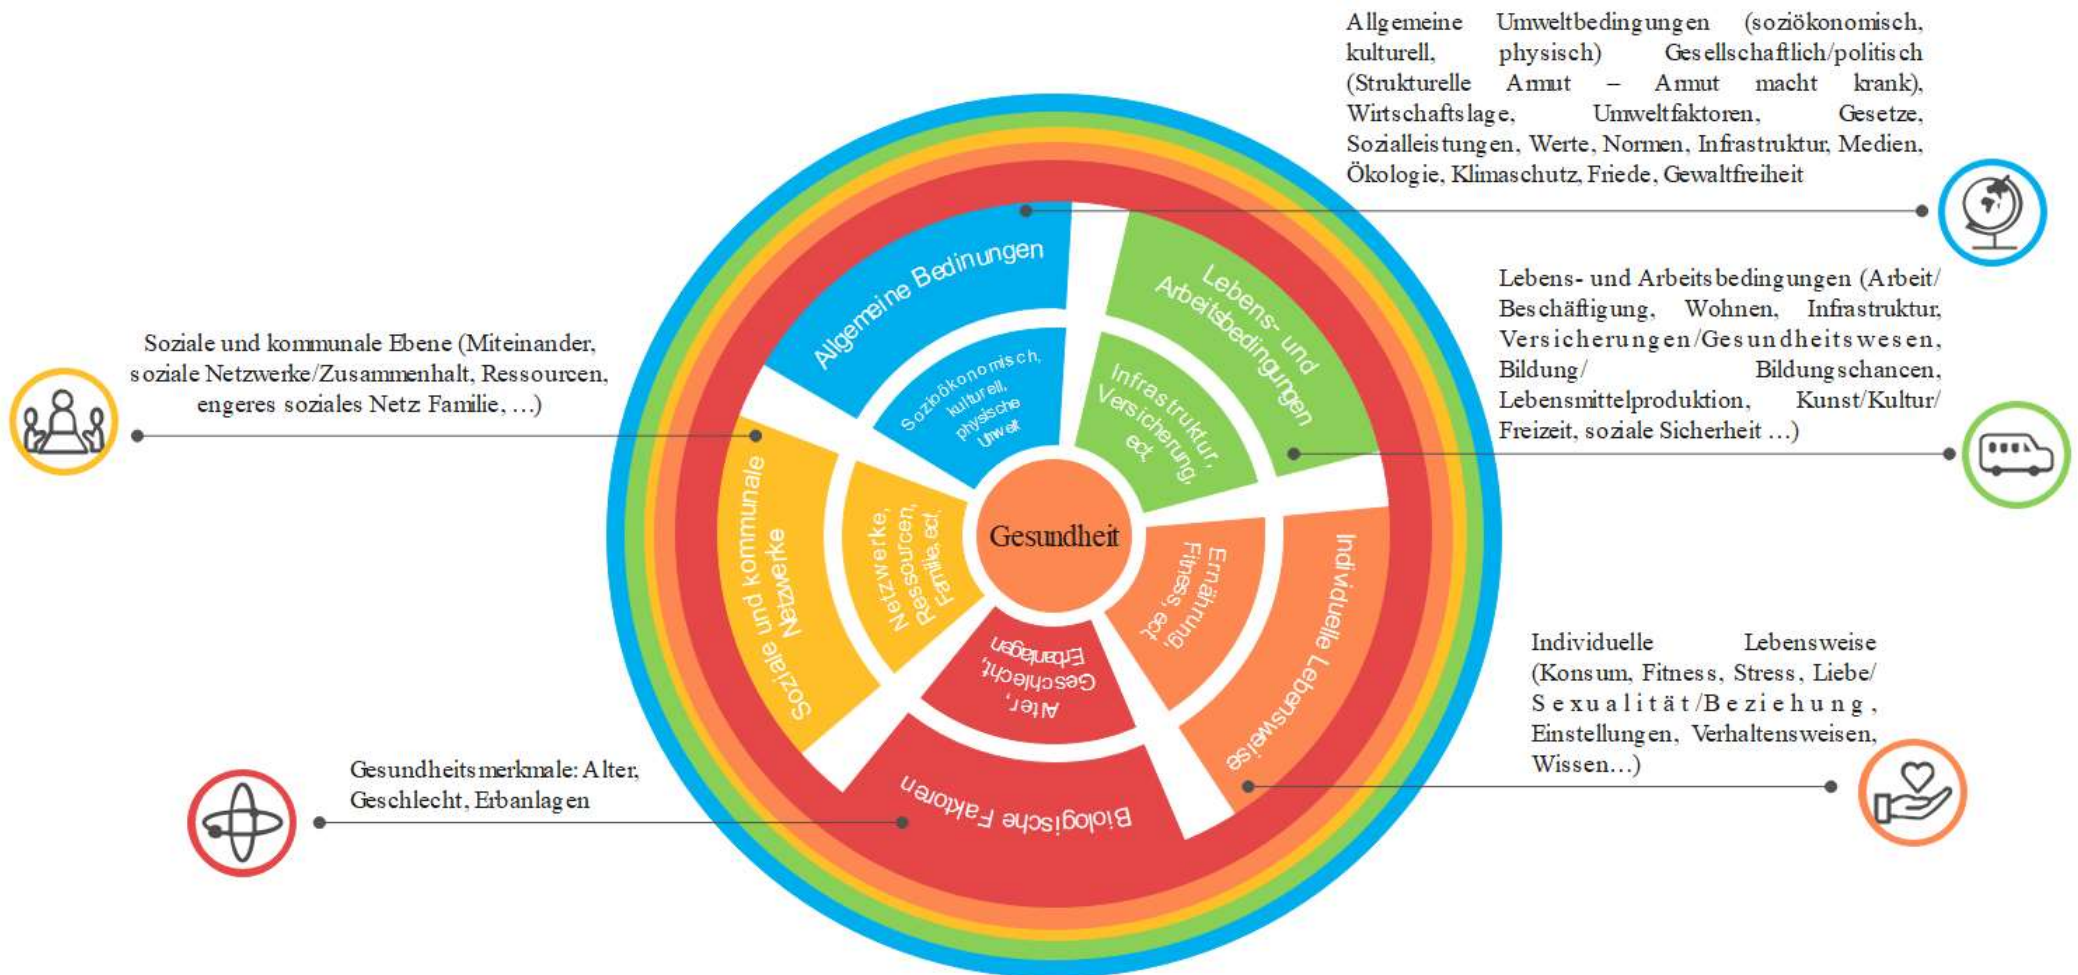 Allgemeine Umweltbedingungen (soziökonomisch,
kulturell, physisch) Gesellschaftlich/politisch
(Strukturelle Armut – Armut macht krank),
Wirtschaftslage, Umweltfaktoren, Gesetze,
Sozialleistungen, Werte, Normen, Infrastruktur, Medien,
Ökologie, Klimaschutz, Friede, Gewaltfreiheit
Lebens- und Arbeitsbedingungen (Arbeit/
Beschäftigung, Wohnen, Infrastruktur,
Versicherungen/Gesundheitswesen,
Bildung/ Bildungschancen,
Lebensmittelproduktion, Kunst/Kultur/
Freizeit, soziale Sicherheit …)
Soziale und kommunale Ebene (Miteinander,
soziale Netzwerke/Zusammenhalt, Ressourcen,
engeres soziales Netz Familie, …)
Allgemeine Bedinungen
Sozioökonomisch,
kulturell,
physische
Umwelt
Lebens- und
Arbeitsbedingungen
Infrastruktur,
Versicherung,
ect.
Soziale und kommunale
Netzwerke
Netzwerke,
Ressourcen,
Familie, ect.
Gesundheit
Individuelle Lebensweise
Ernährung,
Fitness, ect.
Alter,
Geschlecht,
Erbanlagen
Biologische Faktoren
Individuelle Lebensweise
(Konsum, Fitness, Stress, Liebe/
Sexualität/Beziehung,
Einstellungen, Verhaltensweisen,
Wissen…)
Gesundheitsmerkmale: Alter,
Geschlecht, Erbanlagen